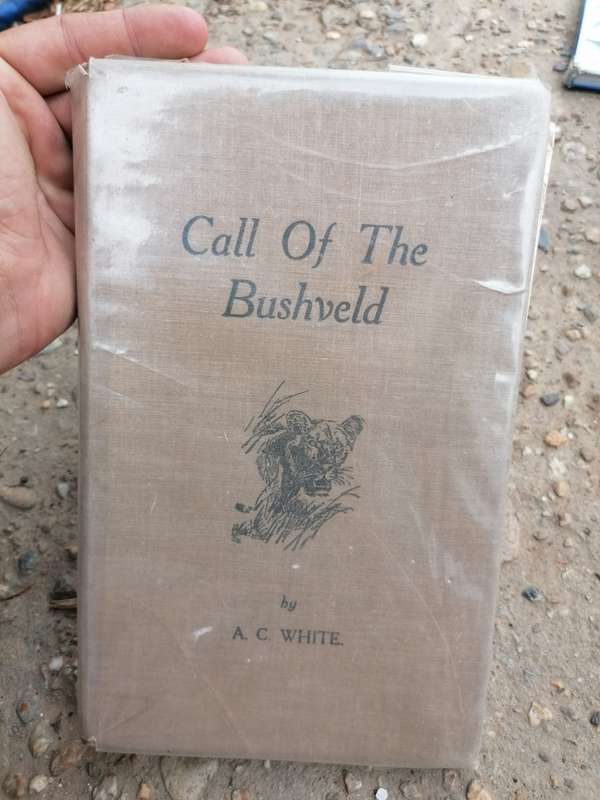 Call Of The
Bushveld
by
A. C. WHITE.